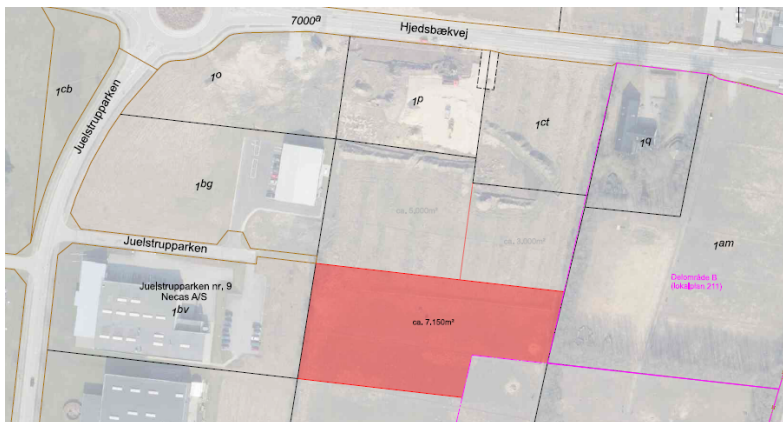 7000ᵃ
Hjedsbækvej
1ᶜᵇ
Juelstrupparken
1ᵒ
1ᵖ
1ᶜᵗ
1q
1ᵇᵍ
ca. 5,000m²
ca. 3,000m²
1ᵃᵐ
Juelstrupparken
Delområde B
(lokalplan 211)
Juelstrupparken nr. 9
Necas A/S
1ᵇᵛ
ca. 7,150m²